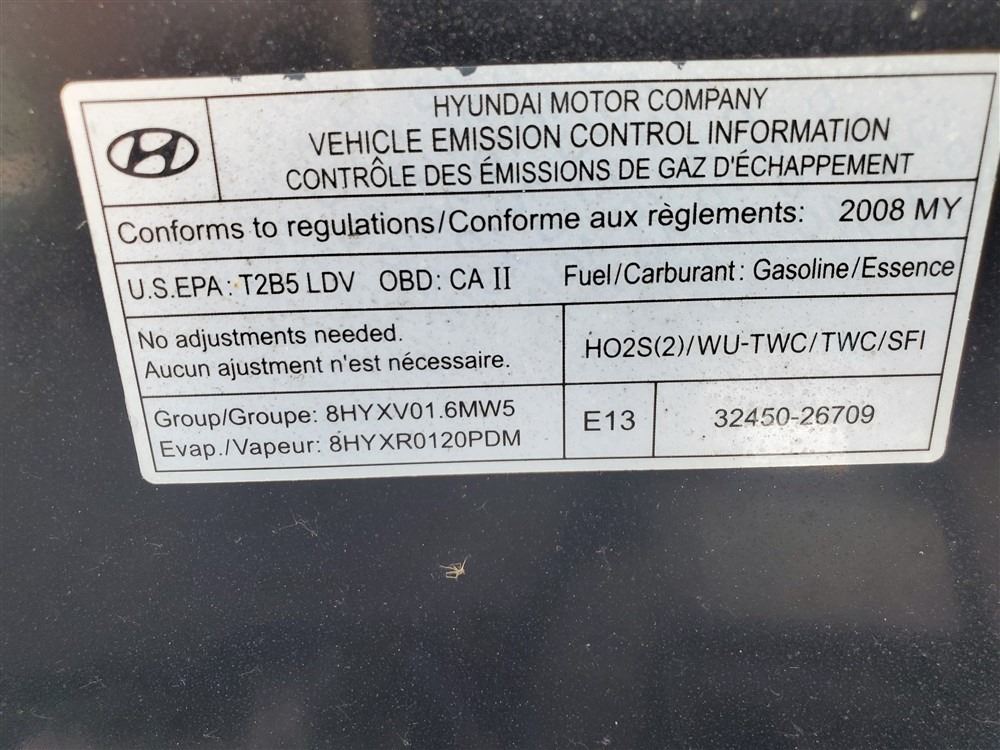 HYUNDAI MOTOR COMPANY
VEHICLE EMISSION CONTROL INFORMATION
CONTRÔLE DES ÉMISSIONS DE GAZ D'ÉCHAPPEMENT
Conforms to regulations/Conforme aux règlements: 2008 MY
U.S.EPA: T2B5 LDV OBD: CA II Fuel/Carburant: Gasoline/Essence
No adjustments needed.
Aucun ajustment n'est nécessaire.
HO2S(2)/WU-TWC/TWC/SFI
Group/Groupe: 8HYXV01.6MW5
Evap./Vapeur: 8HYXR0120PDM
E13
32450-26709